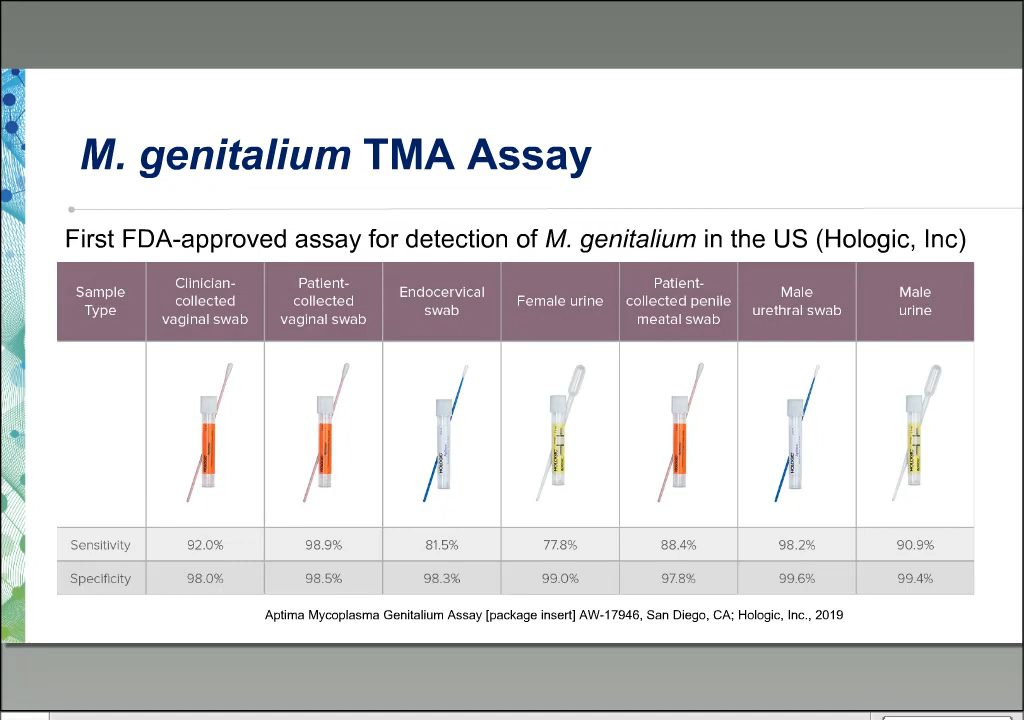 M. genitalium TMA Assay
First FDA-approved assay for detection of M. genitalium in the US (Hologic, Inc)
Sample Type | Clinician-collected vaginal swab | Patient-collected vaginal swab | Endocervical swab | Female urine | Patient-collected penile meatal swab | Male urethral swab | Male urine
HOLOGIC HOLOGIC HOLOGIC HOLOGIC
Sensitivity 92.0% 98.9% 81.5% 77.8% 88.4% 98.2% 90.9%
Specificity 98.0% 98.5% 98.3% 99.0% 97.8% 99.6% 99.4%
Aptima Mycoplasma Genitalium Assay [package insert] AW-17946, San Diego, CA; Hologic, Inc., 2019